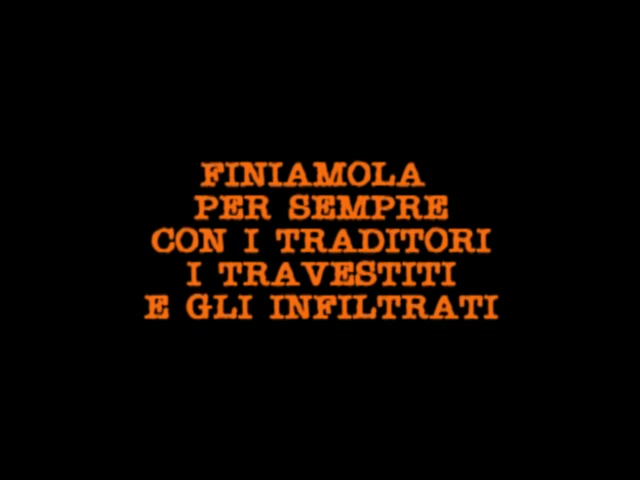 FINIAMOLA
PER SEMPRE
CON I TRADITORI
I TRAVESTITI
E GLI INFILTRATI